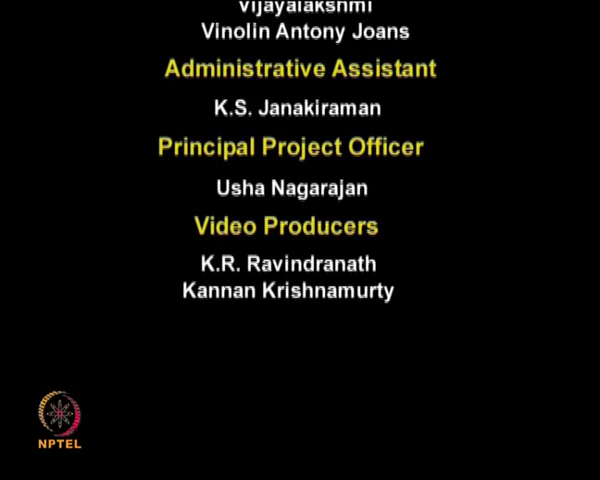 vijayalakshmi
Vinolin Antony Joans
Administrative Assistant
K.S. Janakiraman
Principal Project Officer
Usha Nagarajan
Video Producers
K.R. Ravindranath
Kannan Krishnamurty
NPTEL